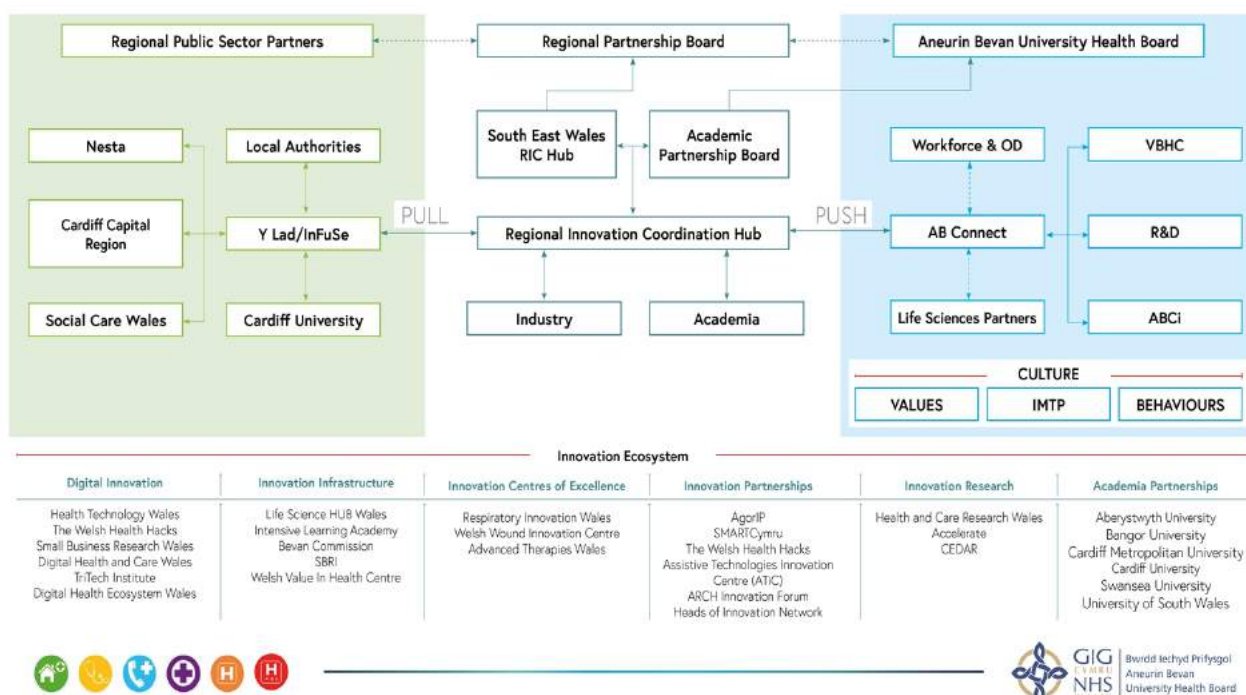 Regional Public Sector Partners
Regional Partnership Board
Aneurin Bevan University Health Board
Nesta
Local Authorities
South East Wales
RIC Hub
Academic
Partnership Board
Workforce & OD
VBHC
Cardiff Capital
Region
Y Lad/InFuSe
PULL
Regional Innovation Coordination Hub
PUSH
AB Connect
R&D
Social Care Wales
Cardiff University
Industry
Academia
Life Sciences Partners
ABCi
CULTURE
VALUES
IMTP
BEHAVIOURS
Innovation Ecosystem
Digital Innovation
Health Technology Wales
The Welsh Health Hacks
Small Business Research Wales
Digital Health and Care Wales
TriTech Institute
Digital Health Ecosystem Wales
Innovation Infrastructure
Life Science HUB Wales
Intensive Learning Academy
Bevan Commission
SBRI
Welsh Value In Health Centre
Innovation Centres of Excellence
Respiratory Innovation Wales
Welsh Wound Innovation Centre
Advanced Therapies Wales
Innovation Partnerships
AgorIP
SMARTCymru
The Welsh Health Hacks
Assistive Technologies Innovation
Centre (ATiC)
ARCH Innovation Forum
Heads of Innovation Network
Innovation Research
Health and Care Research Wales
Accelerate
CEDAR
Academia Partnerships
Aberystwyth University
Bangor University
Cardiff Metropolitan University
Cardiff University
Swansea University
University of South Wales
H
H
GIG
CYMRU
NHS
Bwrdd Iechyd Prifysgol
Aneurin Bevan
University Health Board